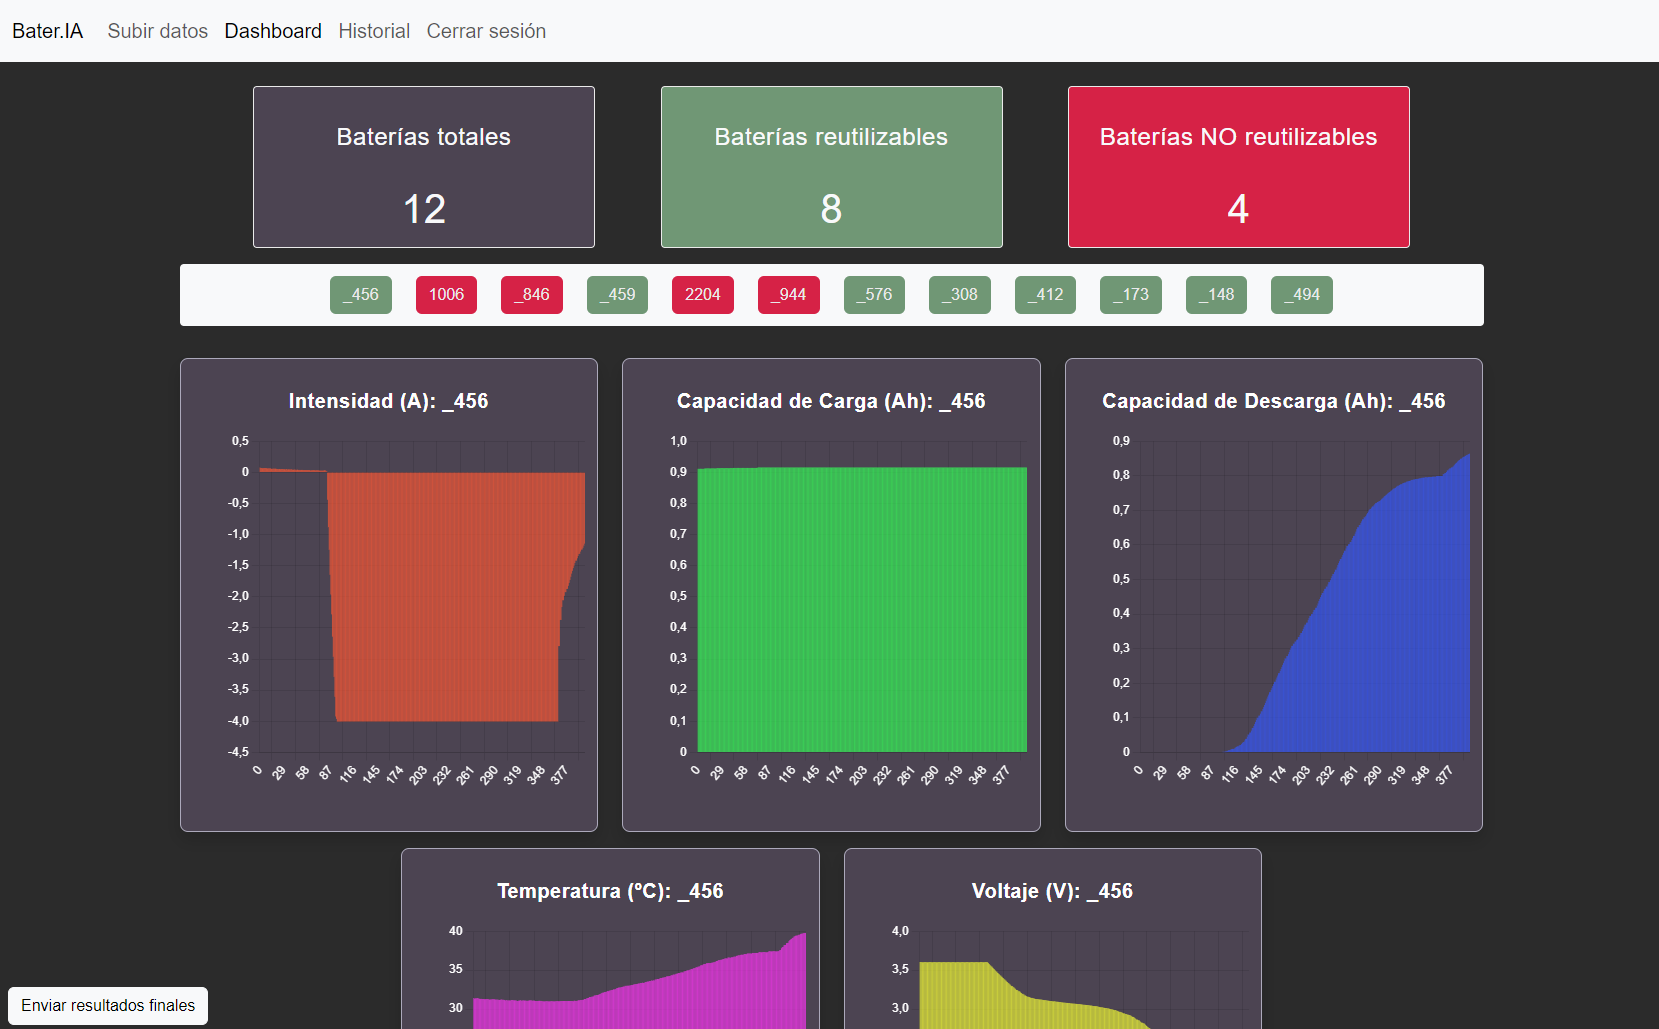 Bater.IA Subir datos Dashboard Historial Cerrar sesión
Baterías totales
12
Baterías reutilizables
8
Baterías NO reutilizables
4
_456 1006 _846 _459 2204 _944 _576 _308 _412 _173 _148 _494
Intensidad (A): _456
0,5
0
-0,5
-1,0
-1,5
-2,0
-2,5
-3,0
-3,5
-4,0
-4,5
0 29 58 87 116 145 174 203 232 261 290 319 348 377
Capacidad de Carga (Ah): _456
1,0
0,9
0,8
0,7
0,6
0,5
0,4
0,3
0,2
0,1
0
0 29 58 87 116 145 174 203 232 261 290 319 348 377
Capacidad de Descarga (Ah): _456
0,9
0,8
0,7
0,6
0,5
0,4
0,3
0,2
0,1
0
0 29 58 87 116 145 174 203 232 261 290 319 348 377
Temperatura (ºC): _456
40
35
30
Voltaje (V): _456
4,0
3,5
3,0
Enviar resultados finales